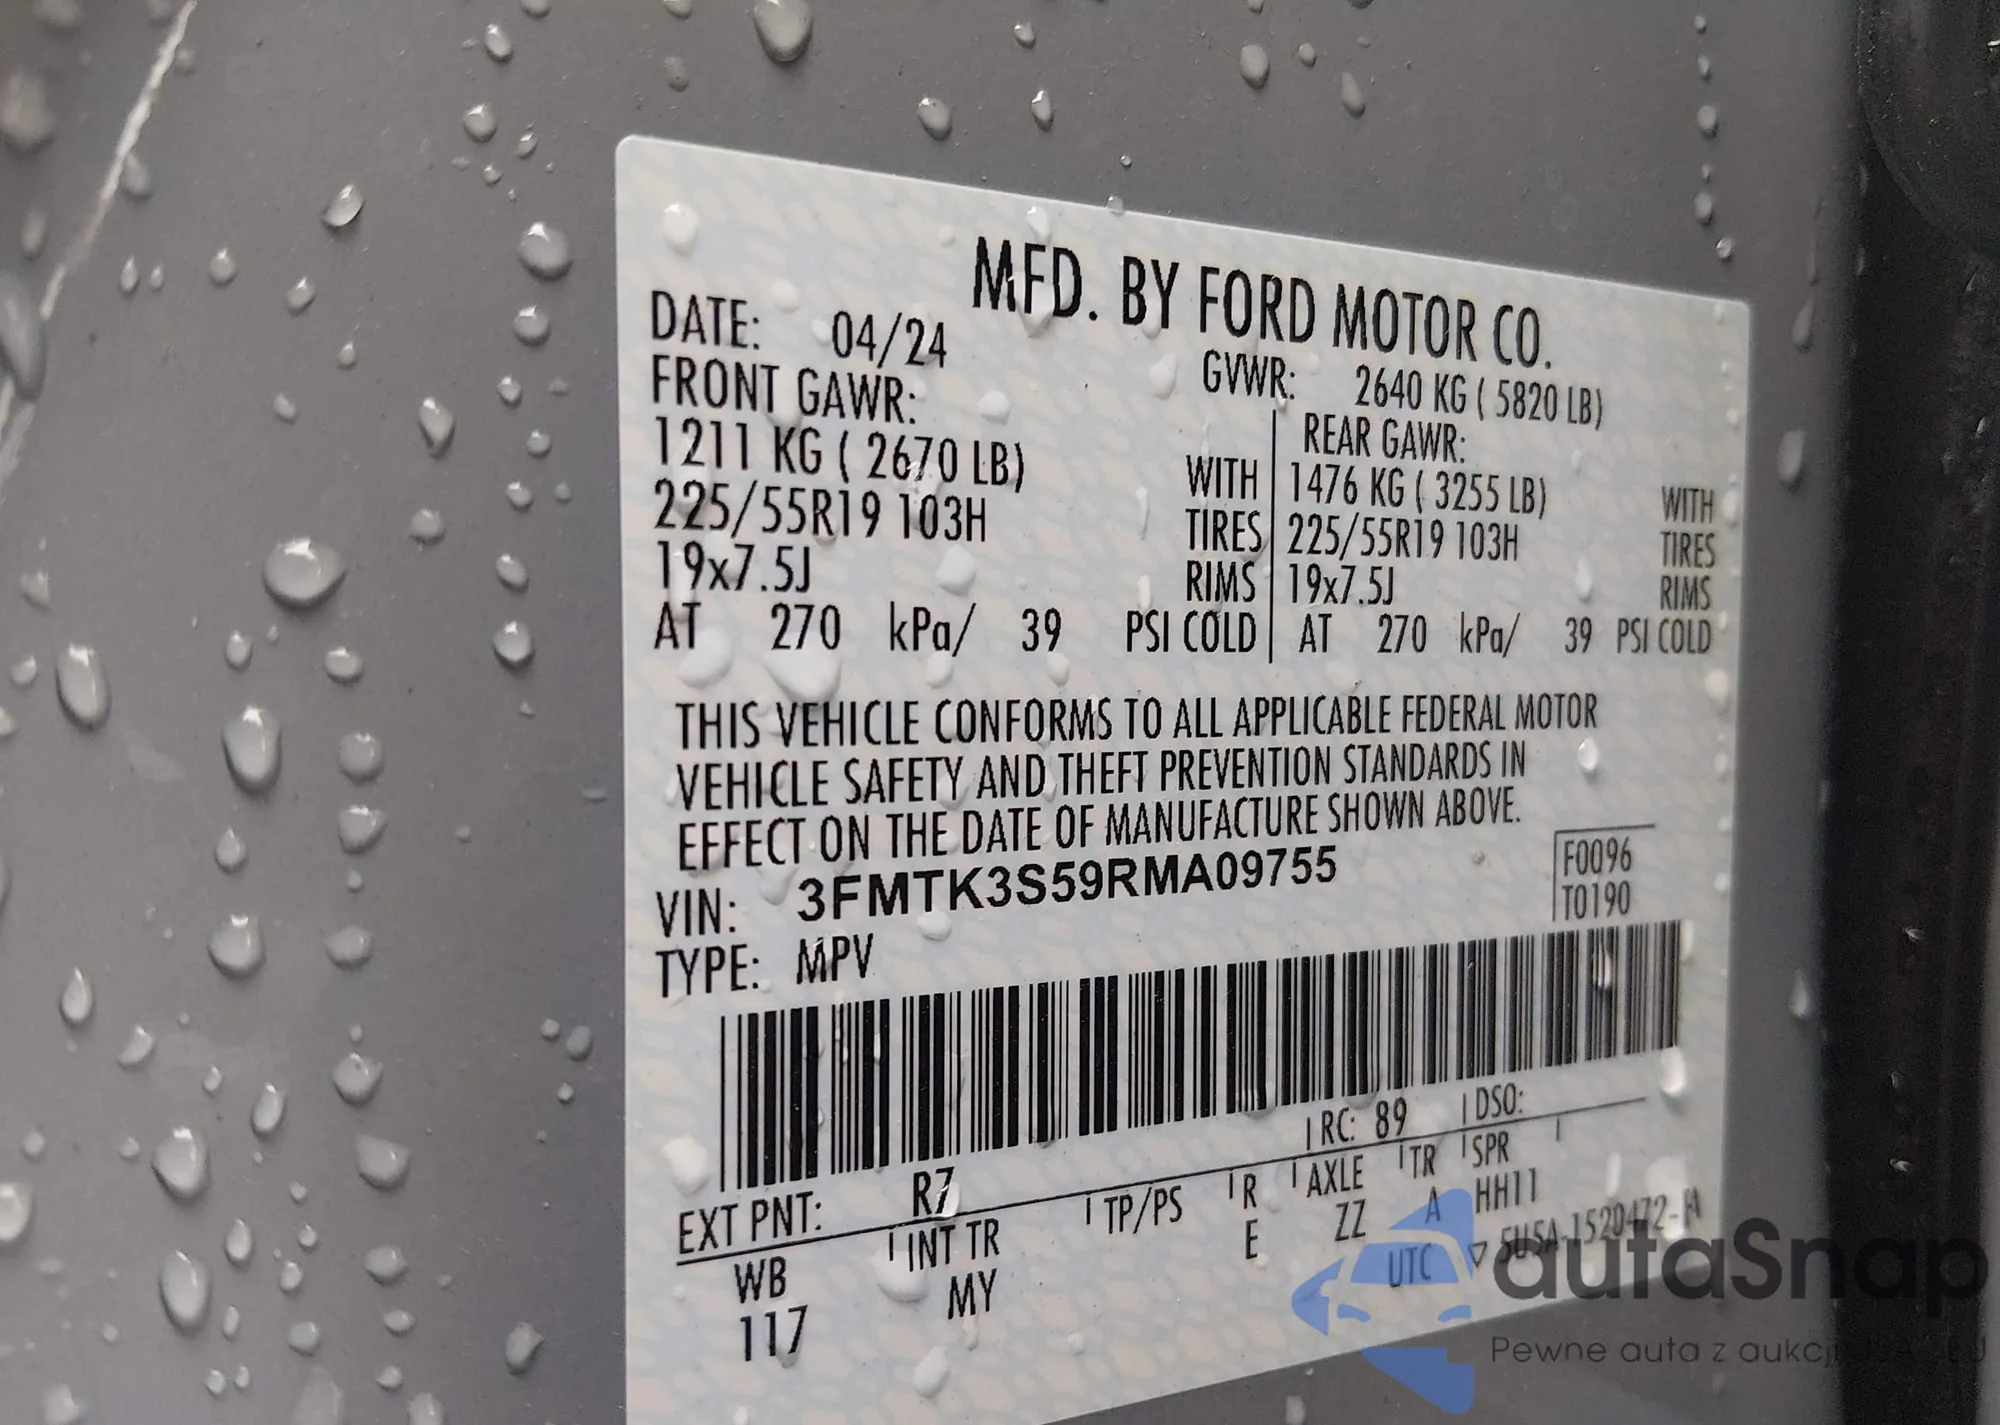 MFD. BY FORD MOTOR CO.
DATE: 04/24
GVWR: 2640 KG ( 5820 LB)
FRONT GAWR:
REAR GAWR:
1211 KG ( 2670 LB) WITH
1476 KG ( 3255 LB) WITH
225/55R19 103H TIRES
225/55R19 103H TIRES
19x7.5J RIMS
19x7.5J RIMS
AT 270 kPa/ 39 PSI COLD
AT 270 kPa/ 39 PSI COLD
THIS VEHICLE CONFORMS TO ALL APPLICABLE FEDERAL MOTOR
VEHICLE SAFETY AND THEFT PREVENTION STANDARDS IN
EFFECT ON THE DATE OF MANUFACTURE SHOWN ABOVE.
VIN: 3FMTK3S59RMA09755
F0096
T0190
TYPE: MPV
EXT PNT: R7 RC: 89 DSO:
WB INT TR TP/PS R AXLE TR SPR
117 MY E ZZ A HH11
UTC 5U5A-1520472-
autaSnap
Pewne auta z aukcji